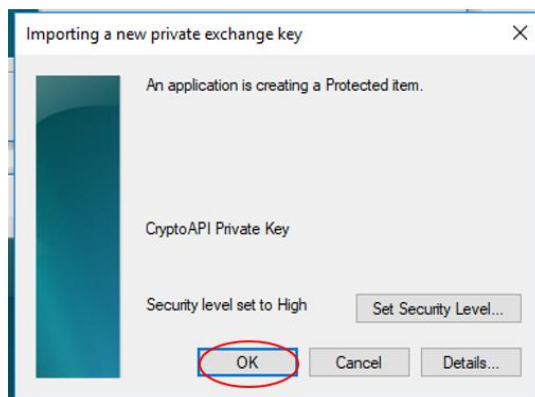 Importing a new private exchange key
An application is creating a Protected item.
CryptoAPI Private Key
Security level set to High
Set Security Level...
OK
Cancel
Details...